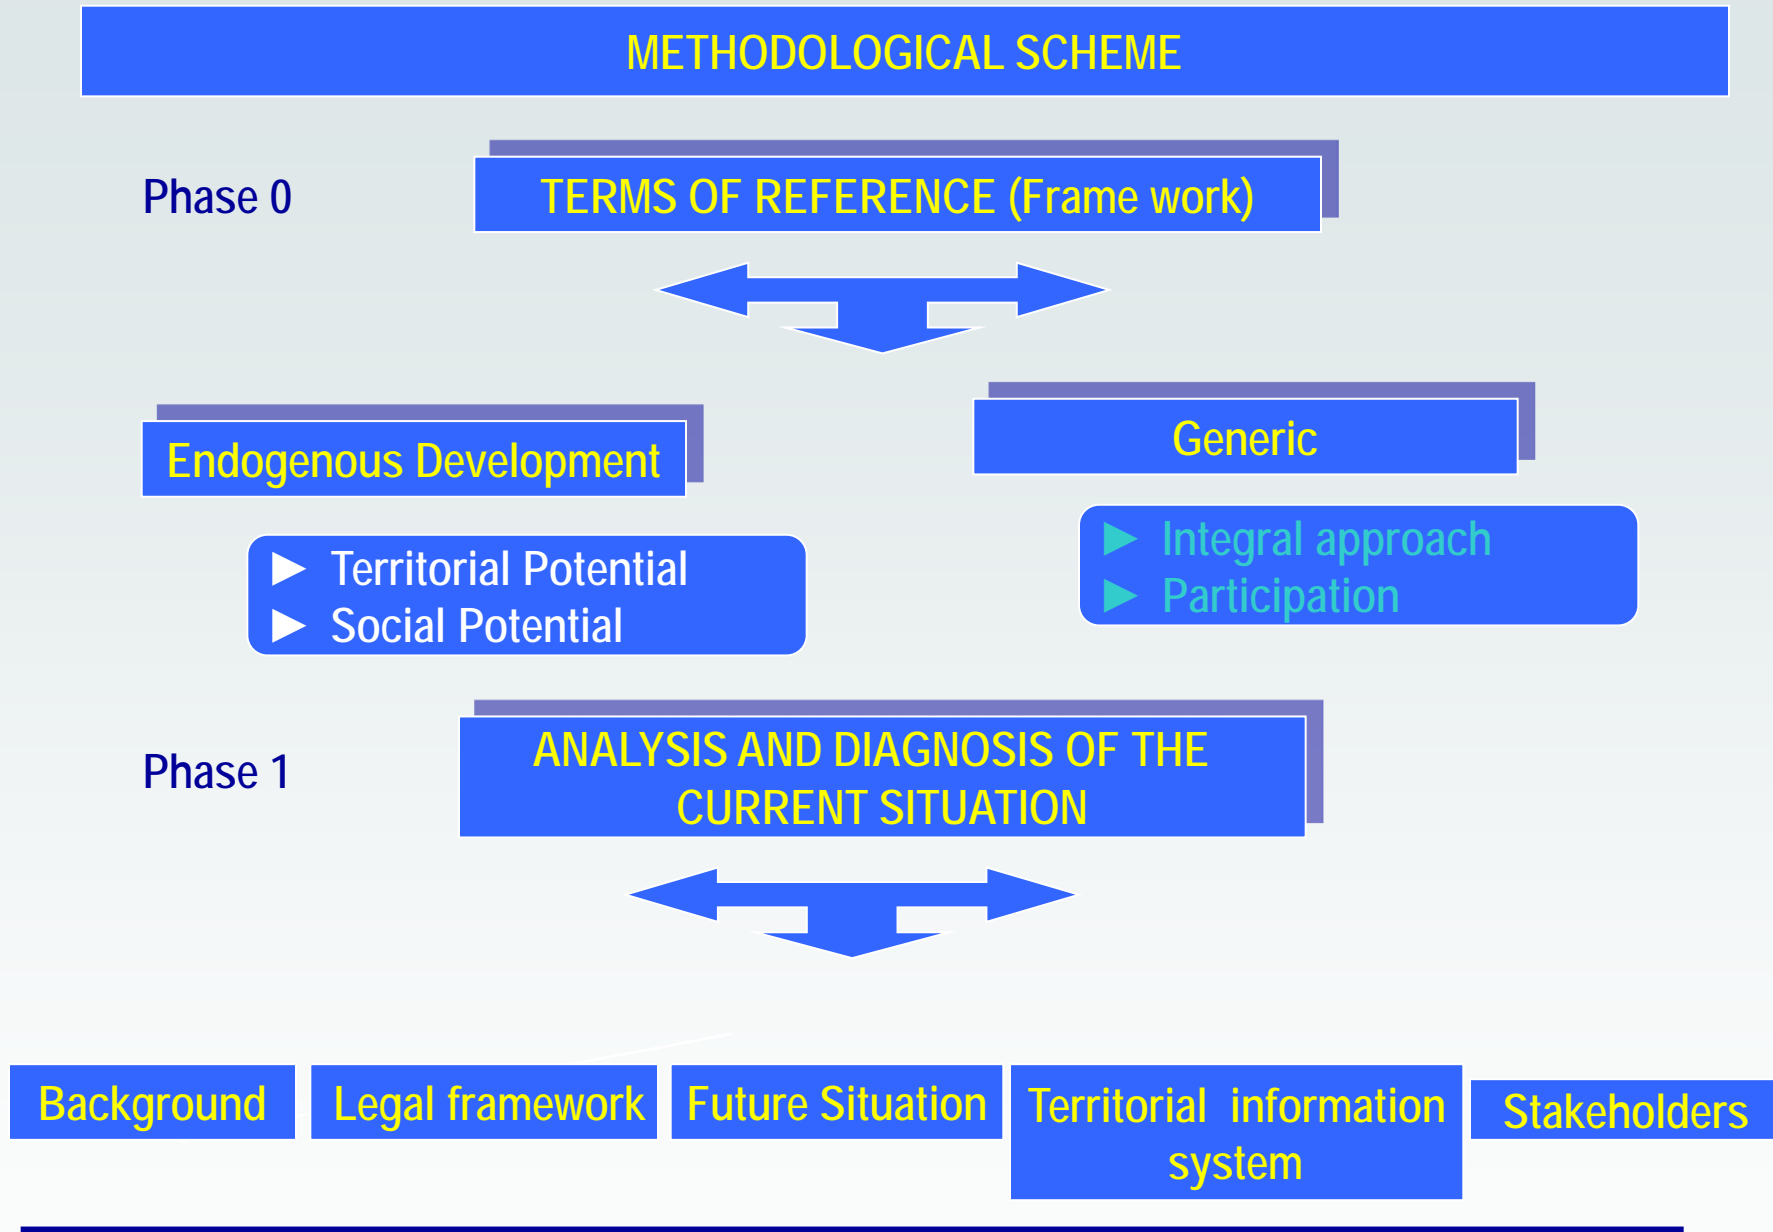 METHODOLOGICAL SCHEME
Phase 0
TERMS OF REFERENCE (Frame work)
Endogenous Development
Generic
► Territorial Potential
► Social Potential
► Integral approach
► Participation
Phase 1
ANALYSIS AND DIAGNOSIS OF THE
CURRENT SITUATION
Background
Legal framework
Future Situation
Territorial information
system
Stakeholders